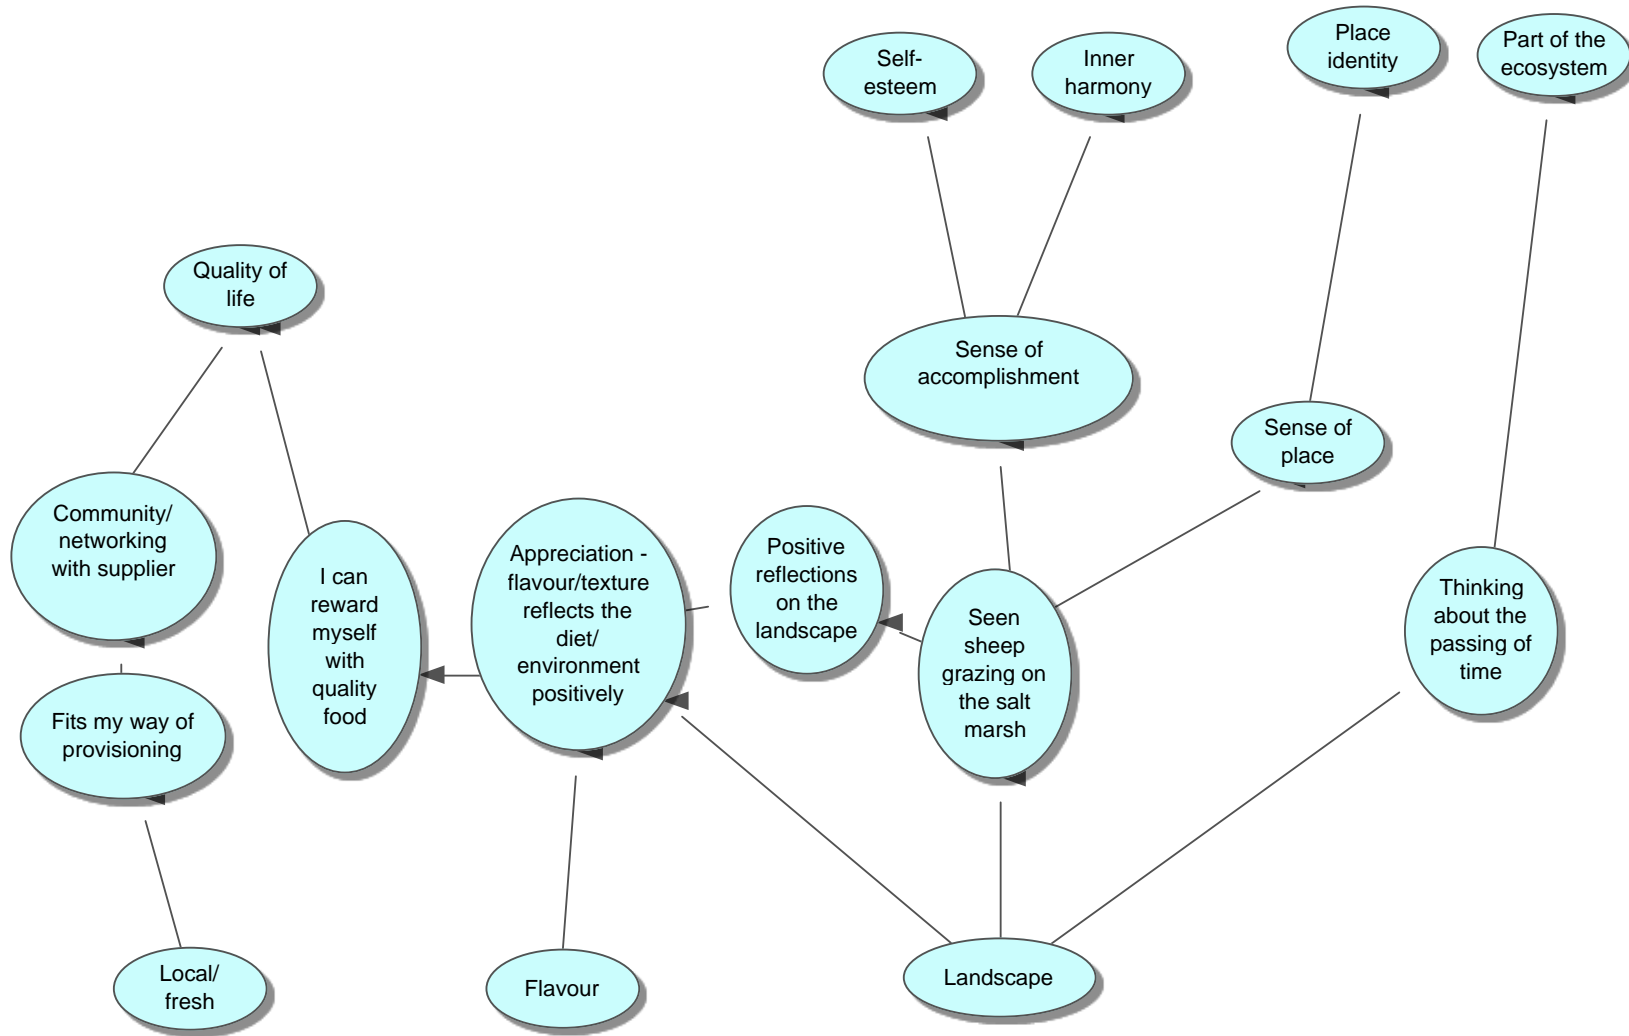 Self-
esteem
Inner
harmony
Place
identity
Part of the
ecosystem
Quality of
life
Sense of
accomplishment
Sense of
place
Community/
networking
with supplier
I can
reward
myself
with
quality
food
Appreciation -
flavour/texture
reflects the
diet/
environment
positively
Positive
reflections
on the
landscape
Seen
sheep
grazing on
the salt
marsh
Thinking
about the
passing of
time
Fits my way of
provisioning
Local/
fresh
Flavour
Landscape